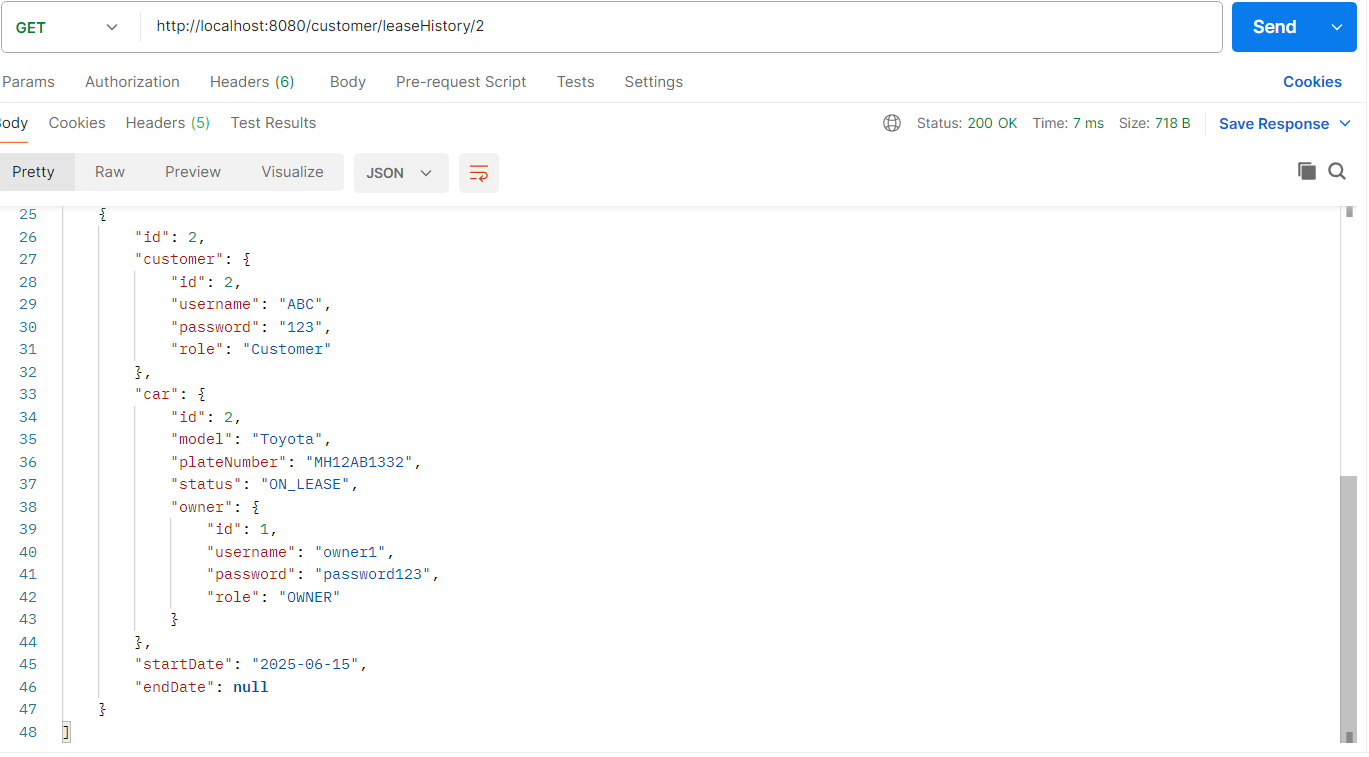 GET http://localhost:8080/customer/leaseHistory/2 Send
Params Authorization Headers (6) Body Pre-request Script Tests Settings Cookies
Body Cookies Headers (5) Test Results Status: 200 OK Time: 7 ms Size: 718 B Save Response
Pretty Raw Preview Visualize JSON
25 {
26 "id": 2,
27 "customer": {
28 "id": 2,
29 "username": "ABC",
30 "password": "123",
31 "role": "Customer"
32 },
33 "car": {
34 "id": 2,
35 "model": "Toyota",
36 "plateNumber": "MH12AB1332",
37 "status": "ON_LEASE",
38 "owner": {
39 "id": 1,
40 "username": "owner1",
41 "password": "password123",
42 "role": "OWNER"
43 }
44 },
45 "startDate": "2025-06-15",
46 "endDate": null
47 }
48 ]